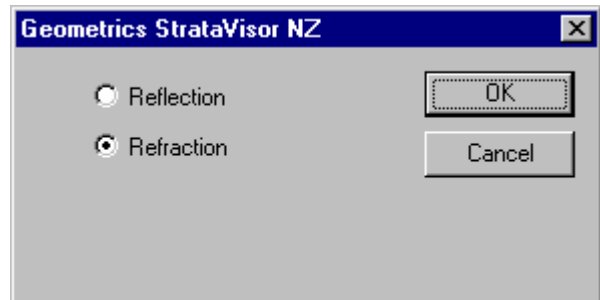 Geometrics StrataVisor NZ
Reflection
OK
Refraction
Cancel